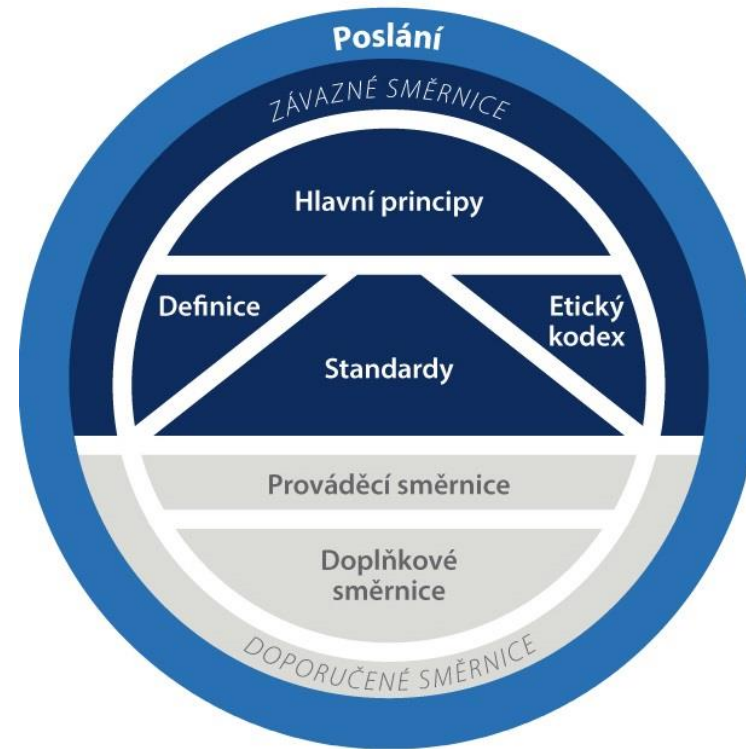 Poslání
ZÁVAZNÉ SMĚRNICE
Hlavní principy
Definice
Etický
kodex
Standardy
Prováděcí směrnice
Doplňkové
směrnice
DOPORUČENÉ SMĚRNICE